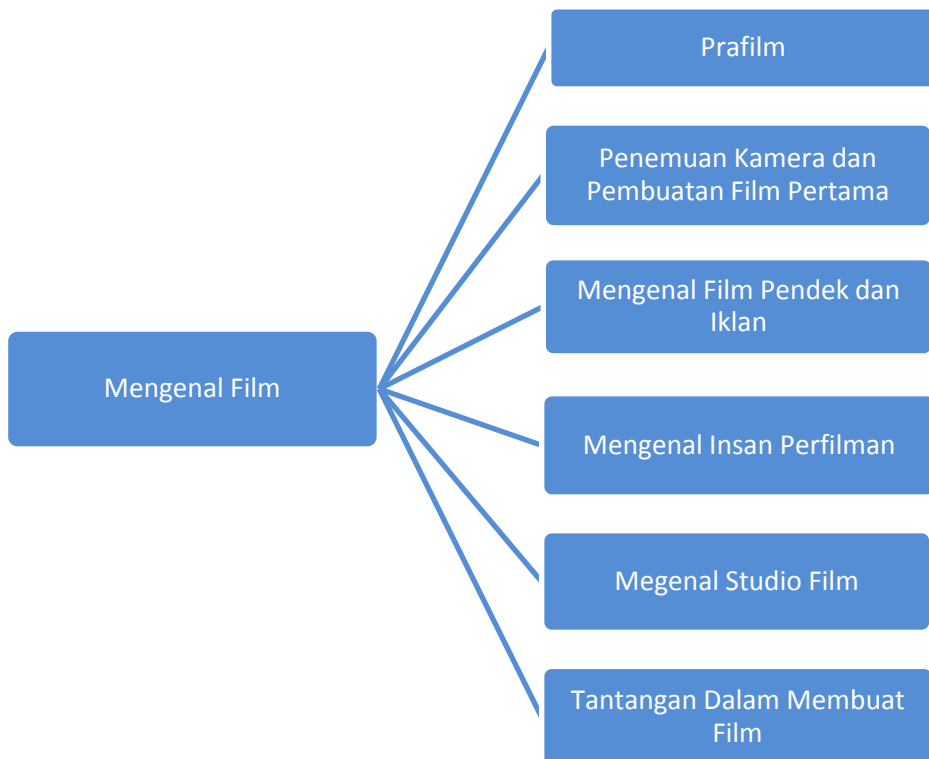 Prafilm
Penemuan Kamera dan
Pembuatan Film Pertama
Mengenal Film Pendek dan
Iklan
Mengenal Film
Mengenal Insan Perfilman
Megenal Studio Film
Tantangan Dalam Membuat
Film